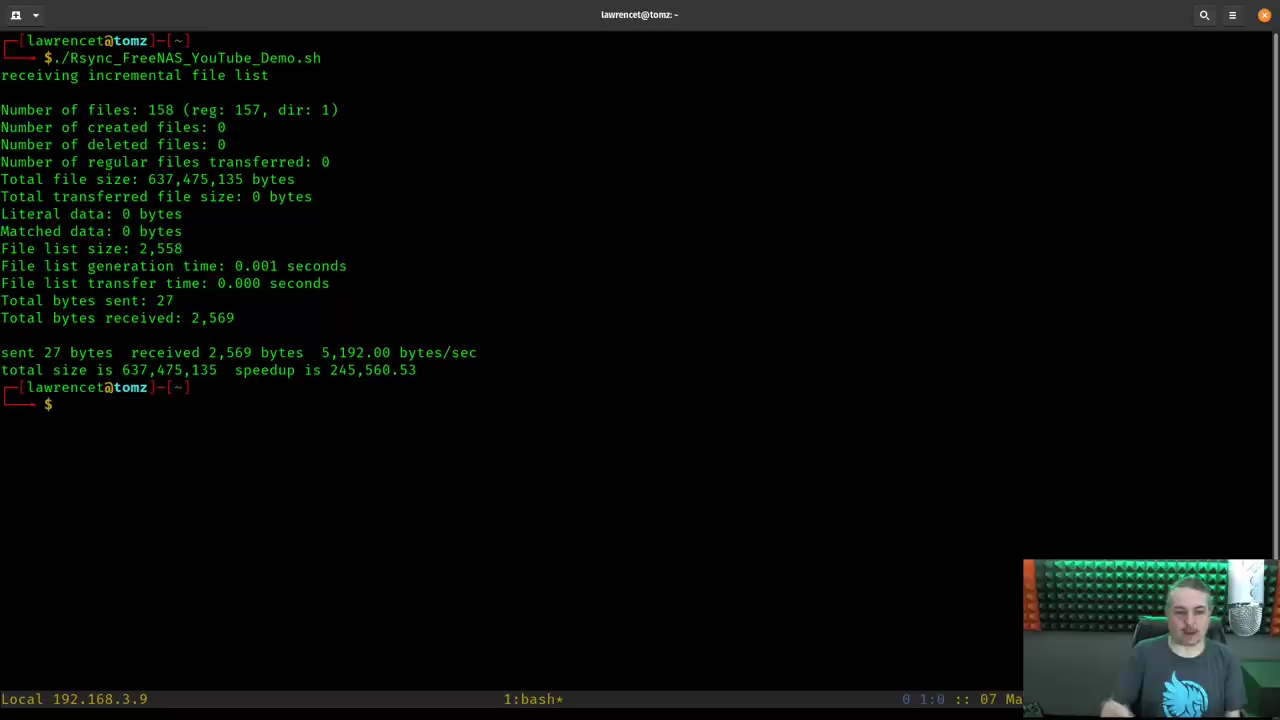 lawrencet@tomz: ~
[lawrencet@tomz]-[~]
$./Rsync_FreeNAS_YouTube_Demo.sh
receiving incremental file list
Number of files: 158 (reg: 157, dir: 1)
Number of created files: 0
Number of deleted files: 0
Number of regular files transferred: 0
Total file size: 637,475,135 bytes
Total transferred file size: 0 bytes
Literal data: 0 bytes
Matched data: 0 bytes
File list size: 2,558
File list generation time: 0.001 seconds
File list transfer time: 0.000 seconds
Total bytes sent: 27
Total bytes received: 2,569
sent 27 bytes  received 2,569 bytes  5,192.00 bytes/sec
total size is 637,475,135  speedup is 245,560.53
[lawrencet@tomz]-[~]
$
Local 192.168.3.9 1:bash* 0 1:0 :: 07 Ma